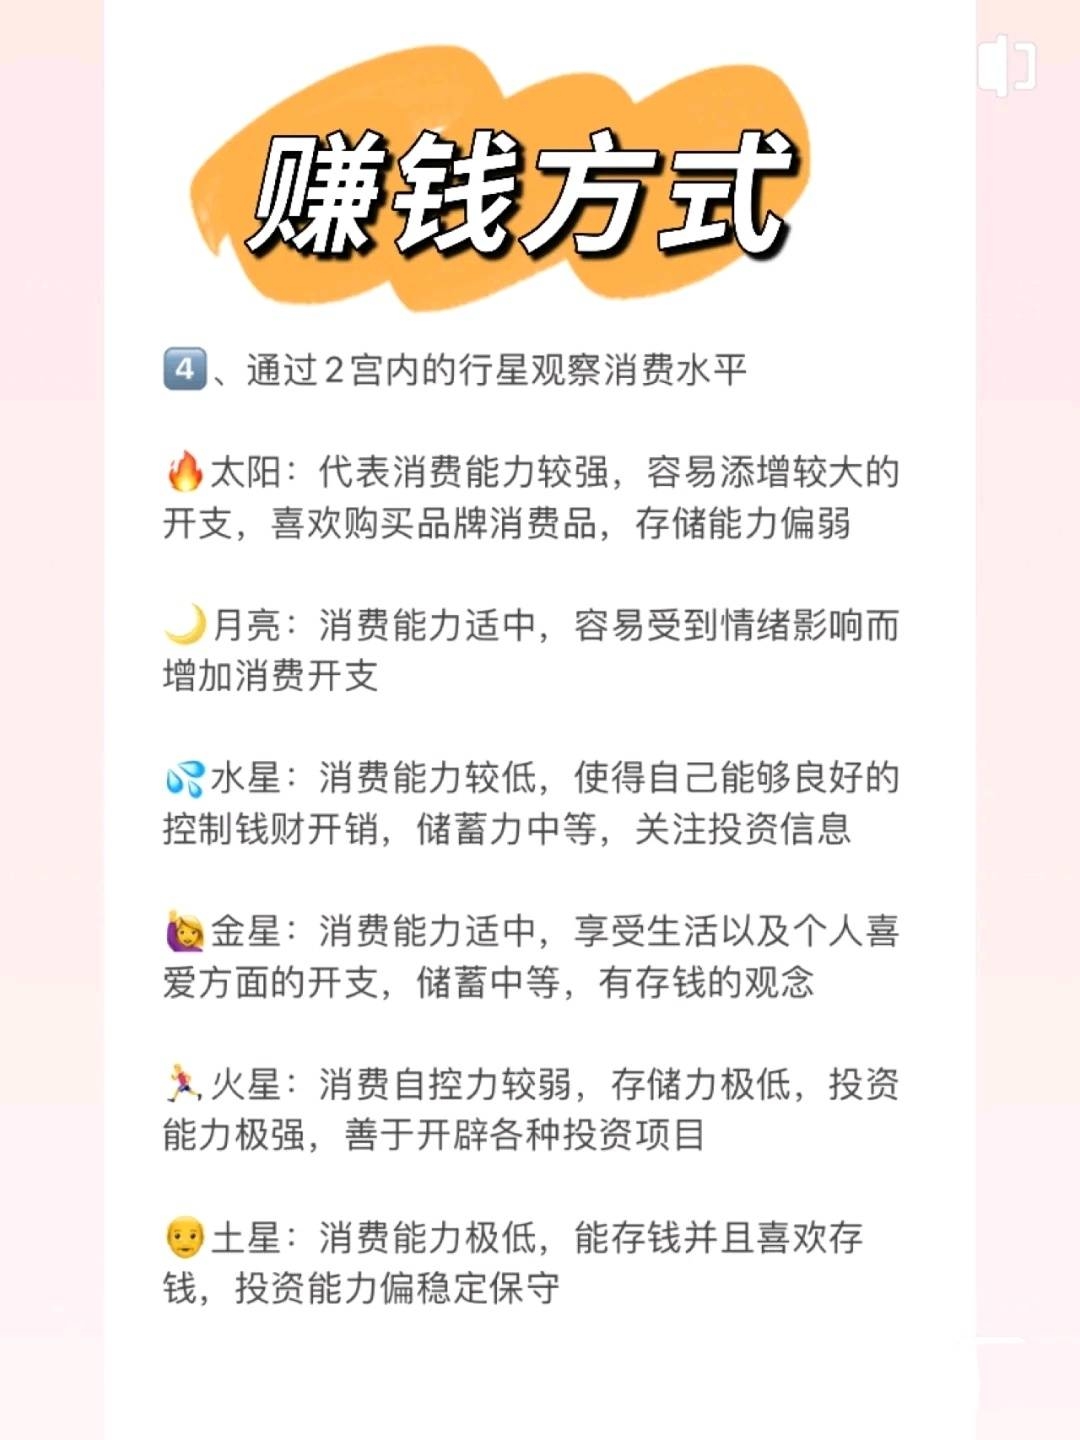 赚钱方式
4️⃣、通过2宫内的行星观察消费水平
🔥太阳：代表消费能力较强，容易添增较大的
开支，喜欢购买品牌消费品，存储能力偏弱
🌙月亮：消费能力适中，容易受到情绪影响而
增加消费开支
💦水星：消费能力较低，使得自己能够良好的
控制钱财开销，储蓄力中等，关注投资信息
🙋‍♀️金星：消费能力适中，享受生活以及个人喜
爱方面的开支，储蓄中等，有存钱的观念
🏃火星：消费自控力较弱，存储力极低，投资
能力极强，善于开辟各种投资项目
👴土星：消费能力极低，能存钱并且喜欢存
钱，投资能力偏稳定保守